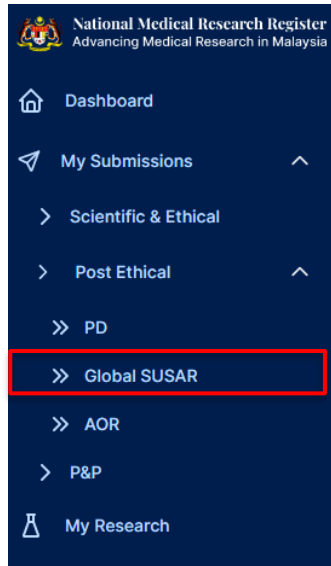 National Medical Research Register
Advancing Medical Research in Malaysia
Dashboard
My Submissions
Scientific & Ethical
Post Ethical
PD
Global SUSAR
AOR
P&P
My Research